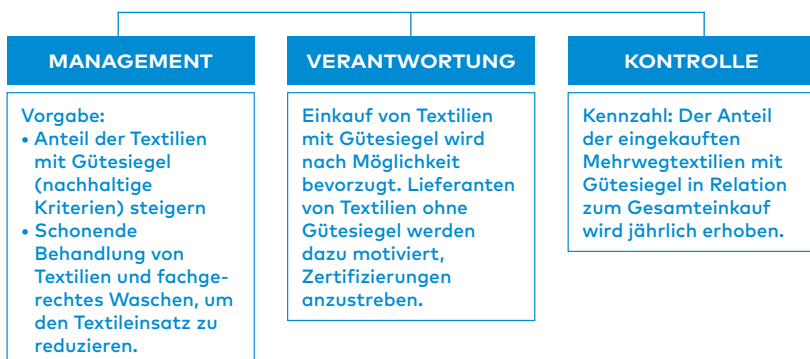 MANAGEMENT
Vorgabe:
• Anteil der Textilien
mit Gütesiegel
(nachhaltige
Kriterien) steigern
• Schonende
Behandlung von
Textilien und fachge-
rechtes Waschen, um
den Textileinsatz zu
reduzieren.
VERANTWORTUNG
Einkauf von Textilien
mit Gütesiegel wird
nach Möglichkeit
bevorzugt. Lieferanten
von Textilien ohne
Gütesiegel werden
dazu motiviert,
Zertifizierungen
anzustreben.
KONTROLLE
Kennzahl: Der Anteil
der eingekauften
Mehrwegtextilien mit
Gütesiegel in Relation
zum Gesamteinkauf
wird jährlich erhoben.